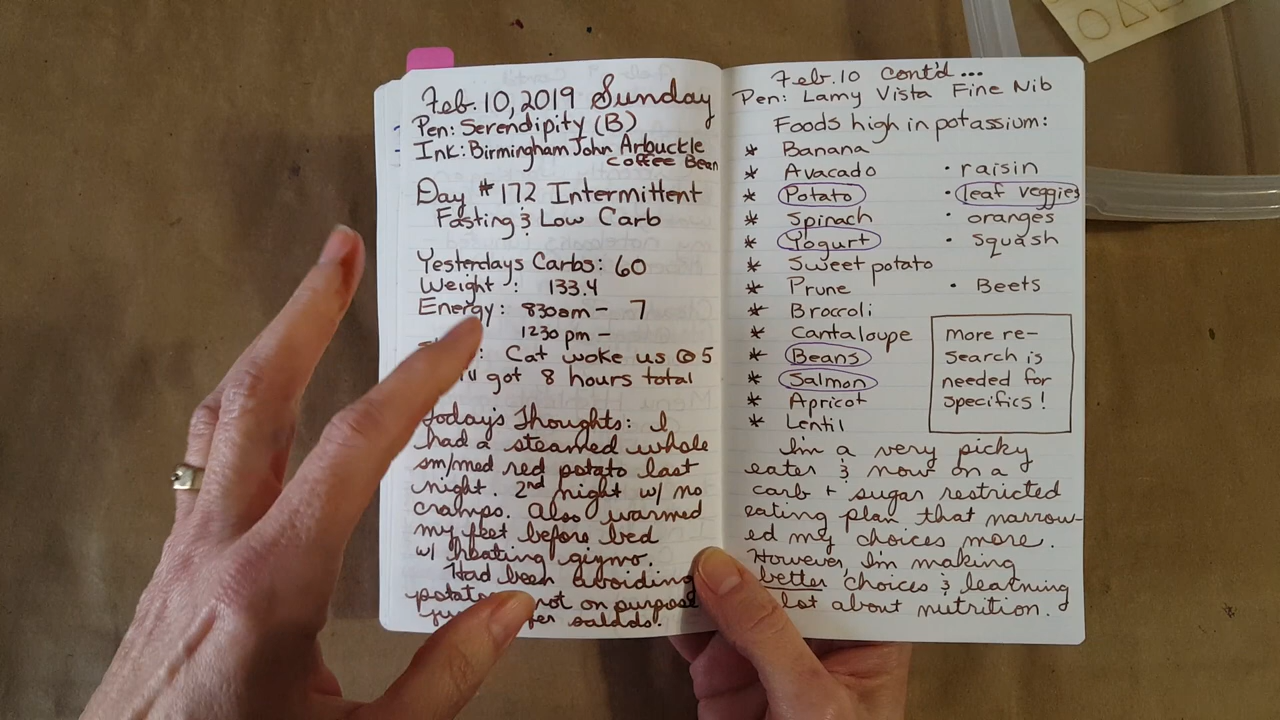 Feb. 10, 2019 Sunday
Pen: Serendipity (B)
Ink: Birmingham John Arbuckle
coffee Bean
Day #172 Intermittent
Fasting & Low Carb
Yesterdays Carbs: 60
Weight : 133.4
Energy: 830am - 7
1230 pm -
: Cat woke us @ 5
got 8 hours total
Today's Thoughts: I
had a steamed whole
sm/med red potato last
night. 2nd night w/ no
cramps. Also warmed
my feet before bed
w/ heating gizmo.
Had been avoiding
not on purpose
salads.
Feb. 10 cont'd...
Pen: Lamy Vista Fine Nib
Foods high in potassium:
* Banana
* Avacado
* Potato
* Spinach
* Yogurt
* Sweet potato
* Prune
* Broccoli
* Cantaloupe
* Beans
* Salmon
* Apricot
* Lentil
• raisin
• leaf veggies
• oranges
• Squash
• Beets
More re-
search is
needed for
specifics!
I'm a very picky
eater & now on a
carb + sugar restricted
eating plan that narrow-
ed my choices more.
However, I'm making
better choices & learning
lot about nutrition.